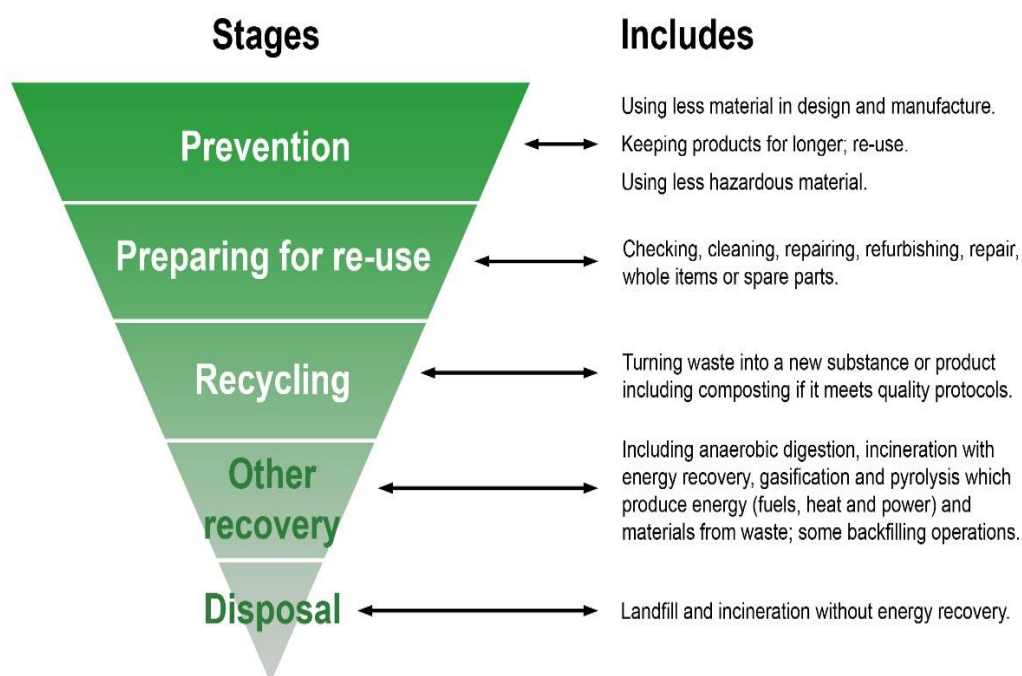 Stages
Includes
Prevention
Using less material in design and manufacture.
Keeping products for longer; re-use.
Using less hazardous material.
Preparing for re-use
Checking, cleaning, repairing, refurbishing, repair,
whole items or spare parts.
Recycling
Turning waste into a new substance or product
including composting if it meets quality protocols.
Other
recovery
Including anaerobic digestion, incineration with
energy recovery, gasification and pyrolysis which
produce energy (fuels, heat and power) and
materials from waste; some backfilling operations.
Disposal
Landfill and incineration without energy recovery.